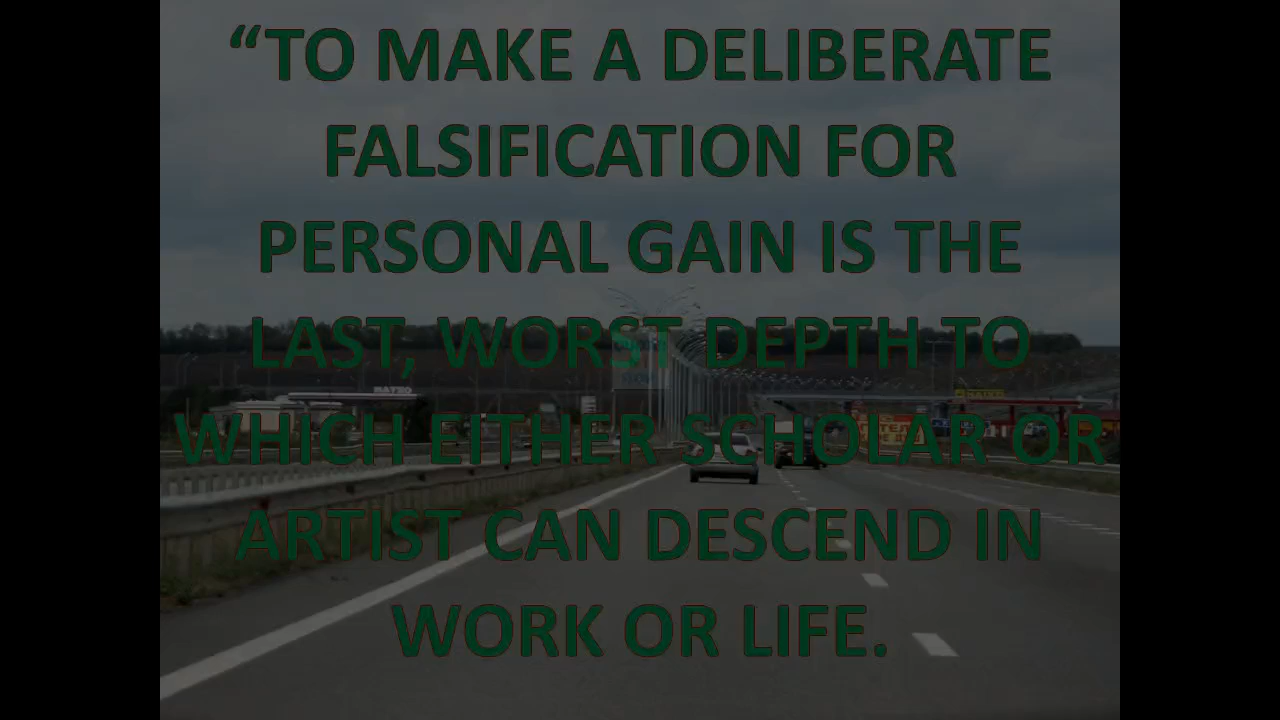 “TO MAKE A DELIBERATE
FALSIFICATION FOR
PERSONAL GAIN IS THE
LAST, WORST DEPTH TO
WHICH EITHER SCHOLAR OR
ARTIST CAN DESCEND IN
WORK OR LIFE.